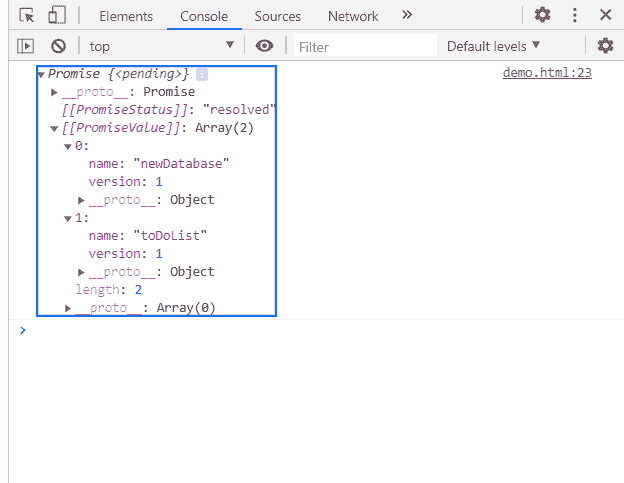 Elements Console Sources Network »
top ▼ Filter Default levels ▼
▼Promise {<pending>} i demo.html:23
▶__proto__: Promise
[[PromiseStatus]]: "resolved"
▼[[PromiseValue]]: Array(2)
▼0:
name: "newDatabase"
version: 1
▶__proto__: Object
▼1:
name: "toDoList"
version: 1
▶__proto__: Object
length: 2
▶__proto__: Array(0)
>